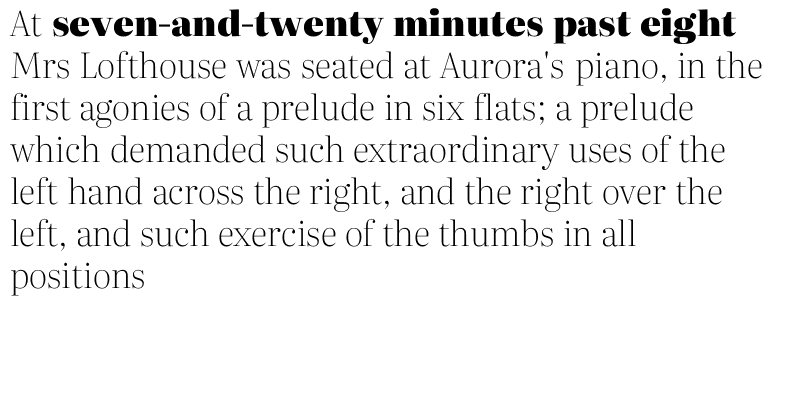 At seven-and-twenty minutes past eight
Mrs Lofthouse was seated at Aurora's piano, in the
first agonies of a prelude in six flats; a prelude
which demanded such extraordinary uses of the
left hand across the right, and the right over the
left, and such exercise of the thumbs in all
positions